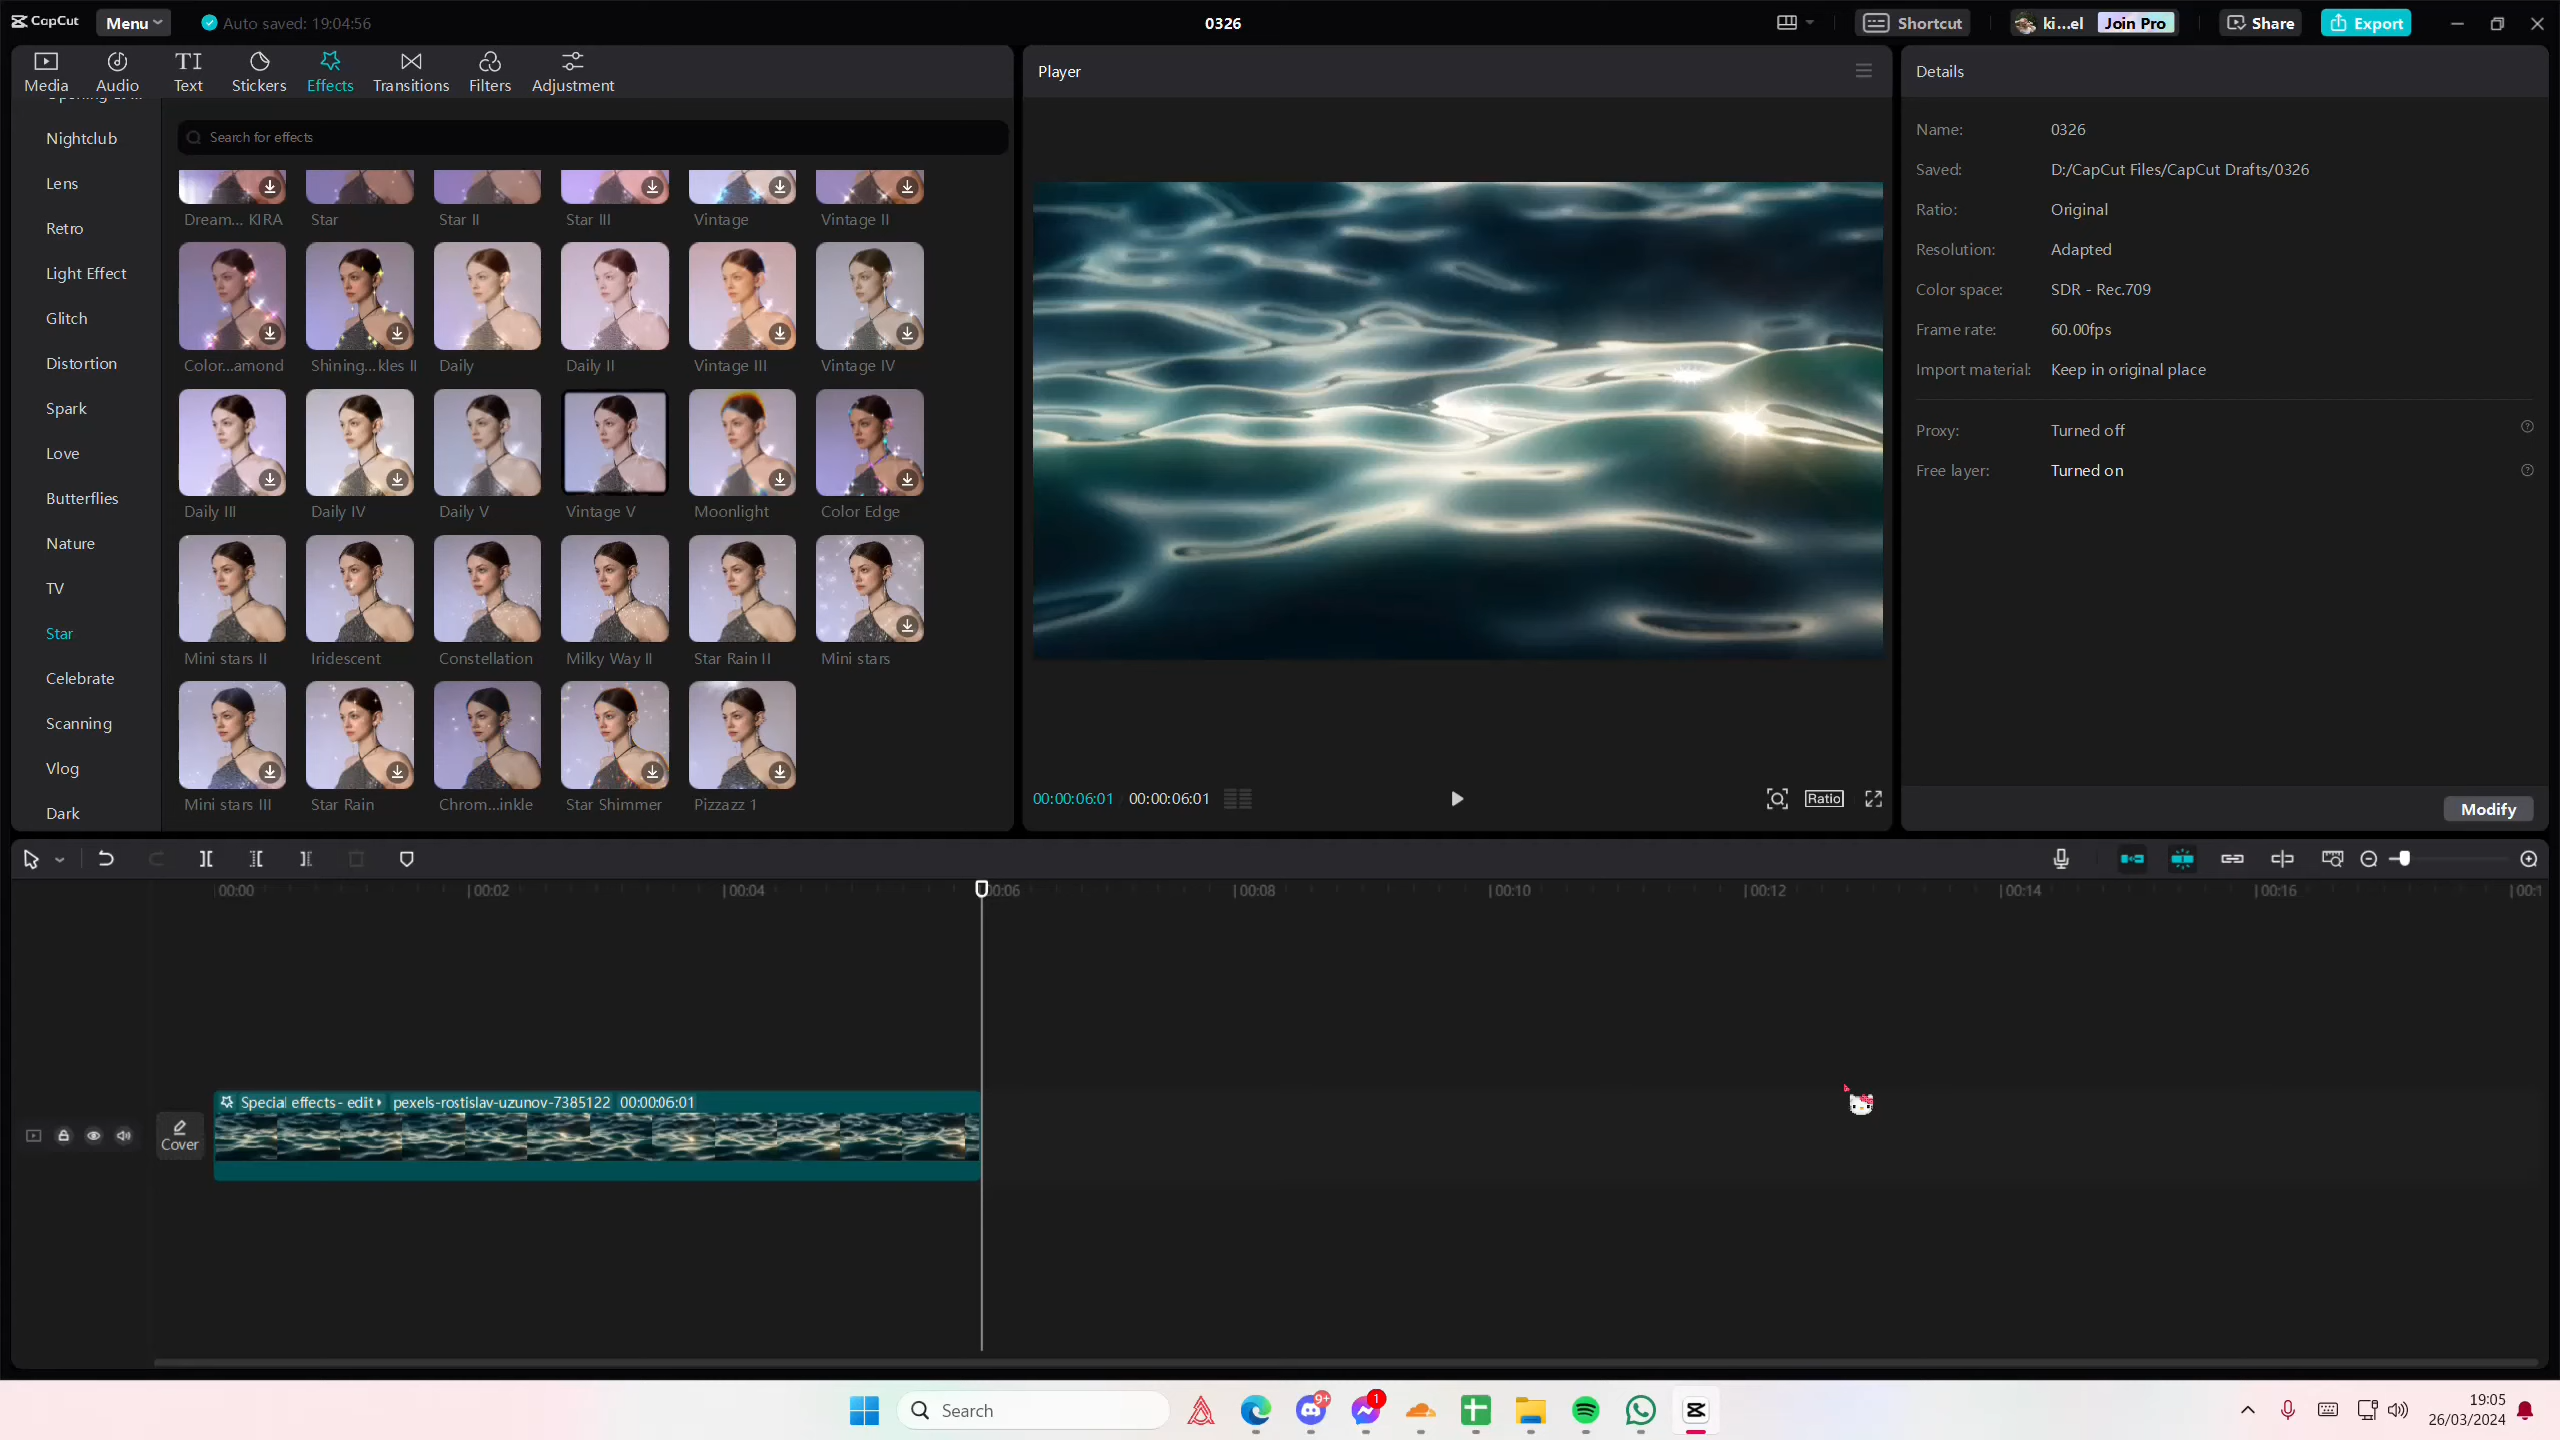 CapCut
Menu
Auto saved: 19:04:56
0326
Shortcut
ki...el
Join Pro
Share
Export
Media
Audio
Text
Stickers
Effects
Transitions
Filters
Adjustment
Player
Details
Nightclub
Lens
Retro
Light Effect
Glitch
Distortion
Spark
Love
Butterflies
Nature
TV
Star
Celebrate
Scanning
Vlog
Dark
Search for effects
Dream... KIRA
Star
Star II
Star III
Vintage
Vintage II
Color...amond
Shining...kles II
Daily
Daily II
Vintage III
Vintage IV
Daily III
Daily IV
Daily V
Vintage V
Moonlight
Color Edge
Mini stars II
Iridescent
Constellation
Milky Way II
Star Rain II
Mini stars
Mini stars III
Star Rain
Chrom...inkle
Star Shimmer
Pizzazz 1
00:00:06:01 00:00:06:01
Ratio
Name: 0326
Saved: D:/CapCut Files/CapCut Drafts/0326
Ratio: Original
Resolution: Adapted
Color space: SDR - Rec.709
Frame rate: 60.00fps
Import material: Keep in original place
Proxy: Turned off
Free layer: Turned on
Modify
00:00 00:02 00:04 00:06 00:08 00:10 00:12 00:14 00:16
Cover
Special effects - edit pexels-rostislav-uzunov-7385122 00:00:06:01
Search
9+
1
19:05
26/03/2024